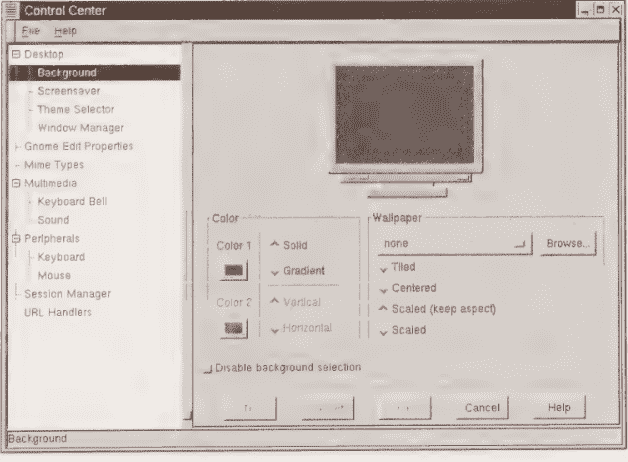 Control Center
File Help
Desktop
Background
Screensaver
Theme Selector
Window Manager
Gnome Edit Properties
Mime Types
Multimedia
Keyboard Bell
Sound
Peripherals
Keyboard
Mouse
Session Manager
URL Handlers
Color
Color 1
Solid
Gradient
Color 2
Vertical
Horizontal
Wallpaper
none
Browse...
Tiled
Centered
Scaled (keep aspect)
Scaled
Disable background selection
Cancel
Help
Background